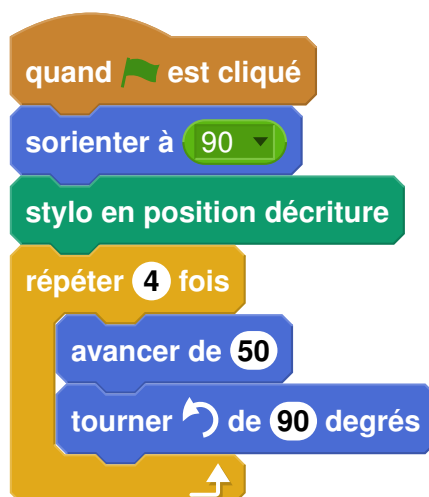 quand est cliqué
sorienter à 90
stylo en position décriture
répéter 4 fois
avancer de 50
tourner de 90 degrés